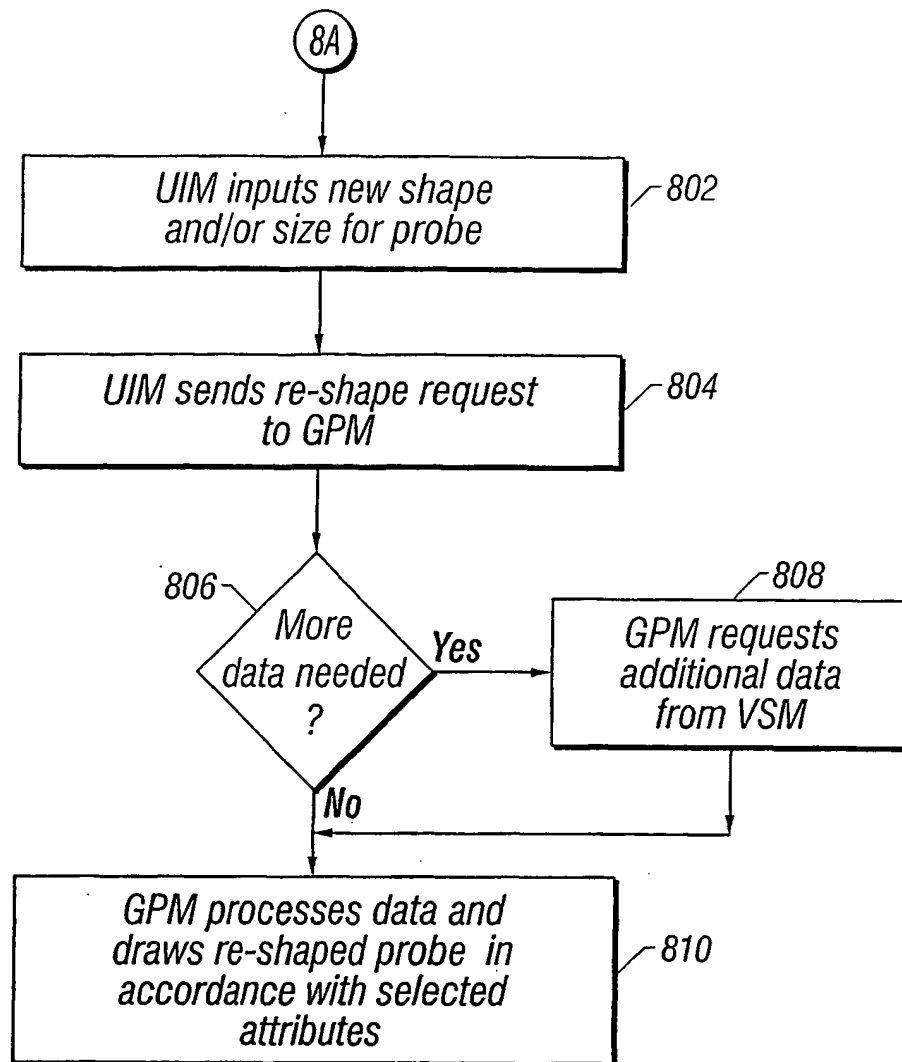 8A
UIM inputs new shape
and/or size for probe
802
UIM sends re-shape request
to GPM
804
806
More
data needed
?
Yes
808
GPM requests
additional data
from VSM
No
GPM processes data and
draws re-shaped probe in
accordance with selected
attributes
810